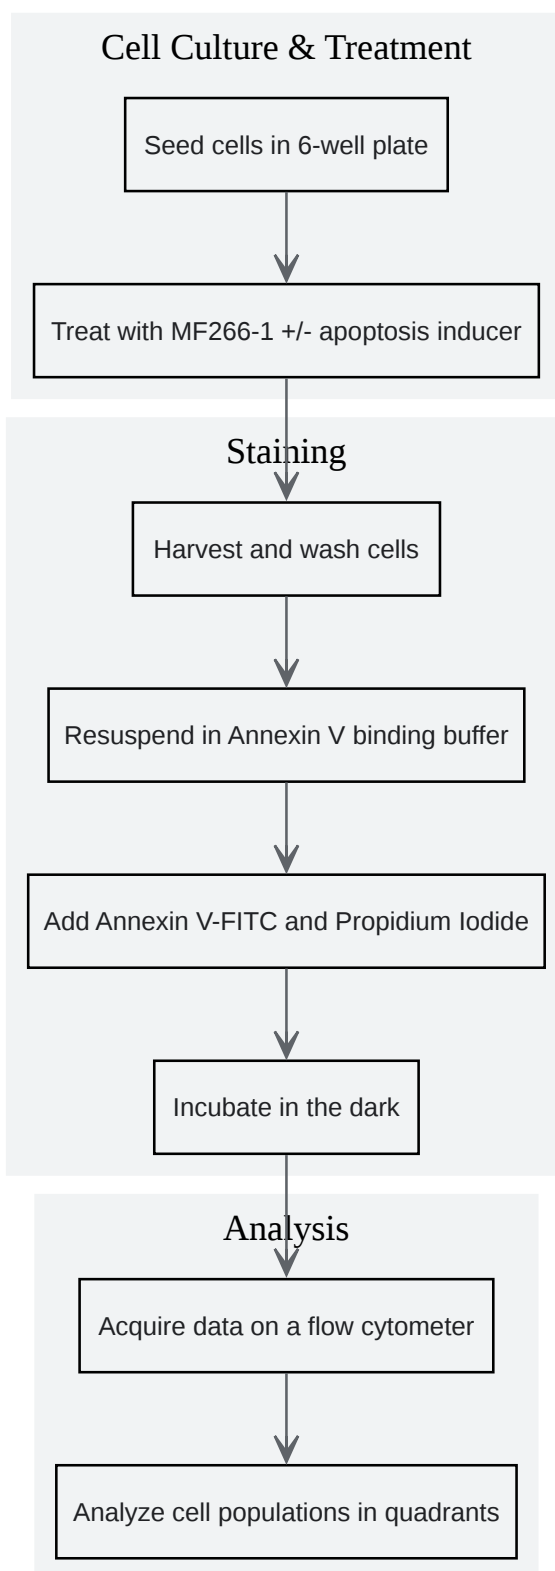 Cell Culture & Treatment
Seed cells in 6-well plate
Treat with MF266-1 +/- apoptosis inducer
Staining
Harvest and wash cells
Resuspend in Annexin V binding buffer
Add Annexin V-FITC and Propidium Iodide
Incubate in the dark
Analysis
Acquire data on a flow cytometer
Analyze cell populations in quadrants